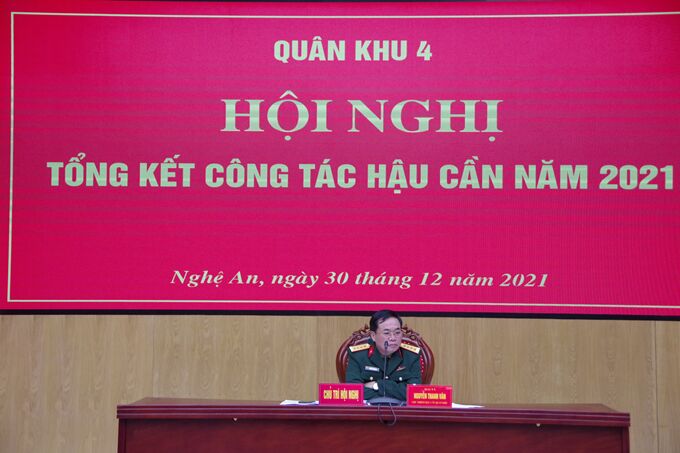 QUÂN KHU 4
HỘI NGHỊ
TỔNG KẾT CÔNG TÁC HẬU CẦN NĂM 2021
Nghệ An, ngày 30 tháng 12 năm 2021
CHỦ TRÌ HỘI NGHỊ
NGUYỄN THANH VÂN